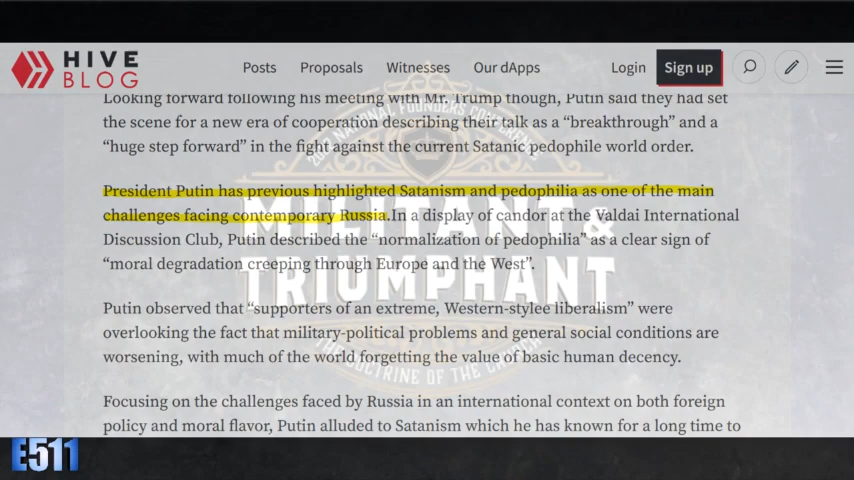 HIVE
BLOG
Posts
Proposals
Witnesses
Our dApps
Login
Sign up
Looking forward following his meeting with Mr. Trump though, Putin said they had set
the scene for a new era of cooperation describing their talk as a “breakthrough” and a
“huge step forward” in the fight against the current Satanic pedophile world order.
President Putin has previous highlighted Satanism and pedophilia as one of the main
challenges facing contemporary Russia.In a display of candor at the Valdai International
Discussion Club, Putin described the “normalization of pedophilia” as a clear sign of
“moral degradation creeping through Europe and the West”.
Putin observed that “supporters of an extreme, Western-stylee liberalism” were
overlooking the fact that military-political problems and general social conditions are
worsening, with much of the world forgetting the value of basic human decency.
Focusing on the challenges faced by Russia in an international context on both foreign
policy and moral flavor, Putin alluded to Satanism which he has known for a long time to
NATIONAL FOUNDERS CONFERENCE
MILITANT &
TRIUMPHANT
THE DOCTRINE OF THE CHURCH
E511